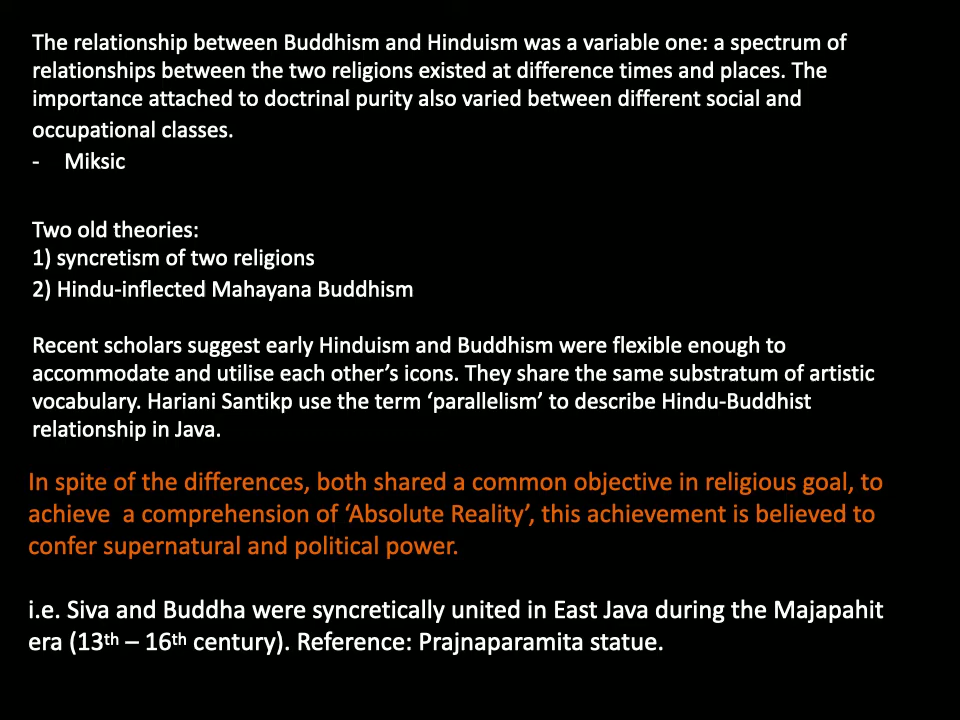 The relationship between Buddhism and Hinduism was a variable one: a spectrum of
relationships between the two religions existed at difference times and places. The
importance attached to doctrinal purity also varied between different social and
occupational classes.
- Miksic
Two old theories:
1) syncretism of two religions
2) Hindu-inflected Mahayana Buddhism
Recent scholars suggest early Hinduism and Buddhism were flexible enough to
accommodate and utilise each other’s icons. They share the same substratum of artistic
vocabulary. Hariani Santikp use the term ‘parallelism’ to describe Hindu-Buddhist
relationship in Java.
In spite of the differences, both shared a common objective in religious goal, to
achieve a comprehension of ‘Absolute Reality’, this achievement is believed to
confer supernatural and political power.
i.e. Siva and Buddha were syncretically united in East Java during the Majapahit
era (13th – 16th century). Reference: Prajnaparamita statue.